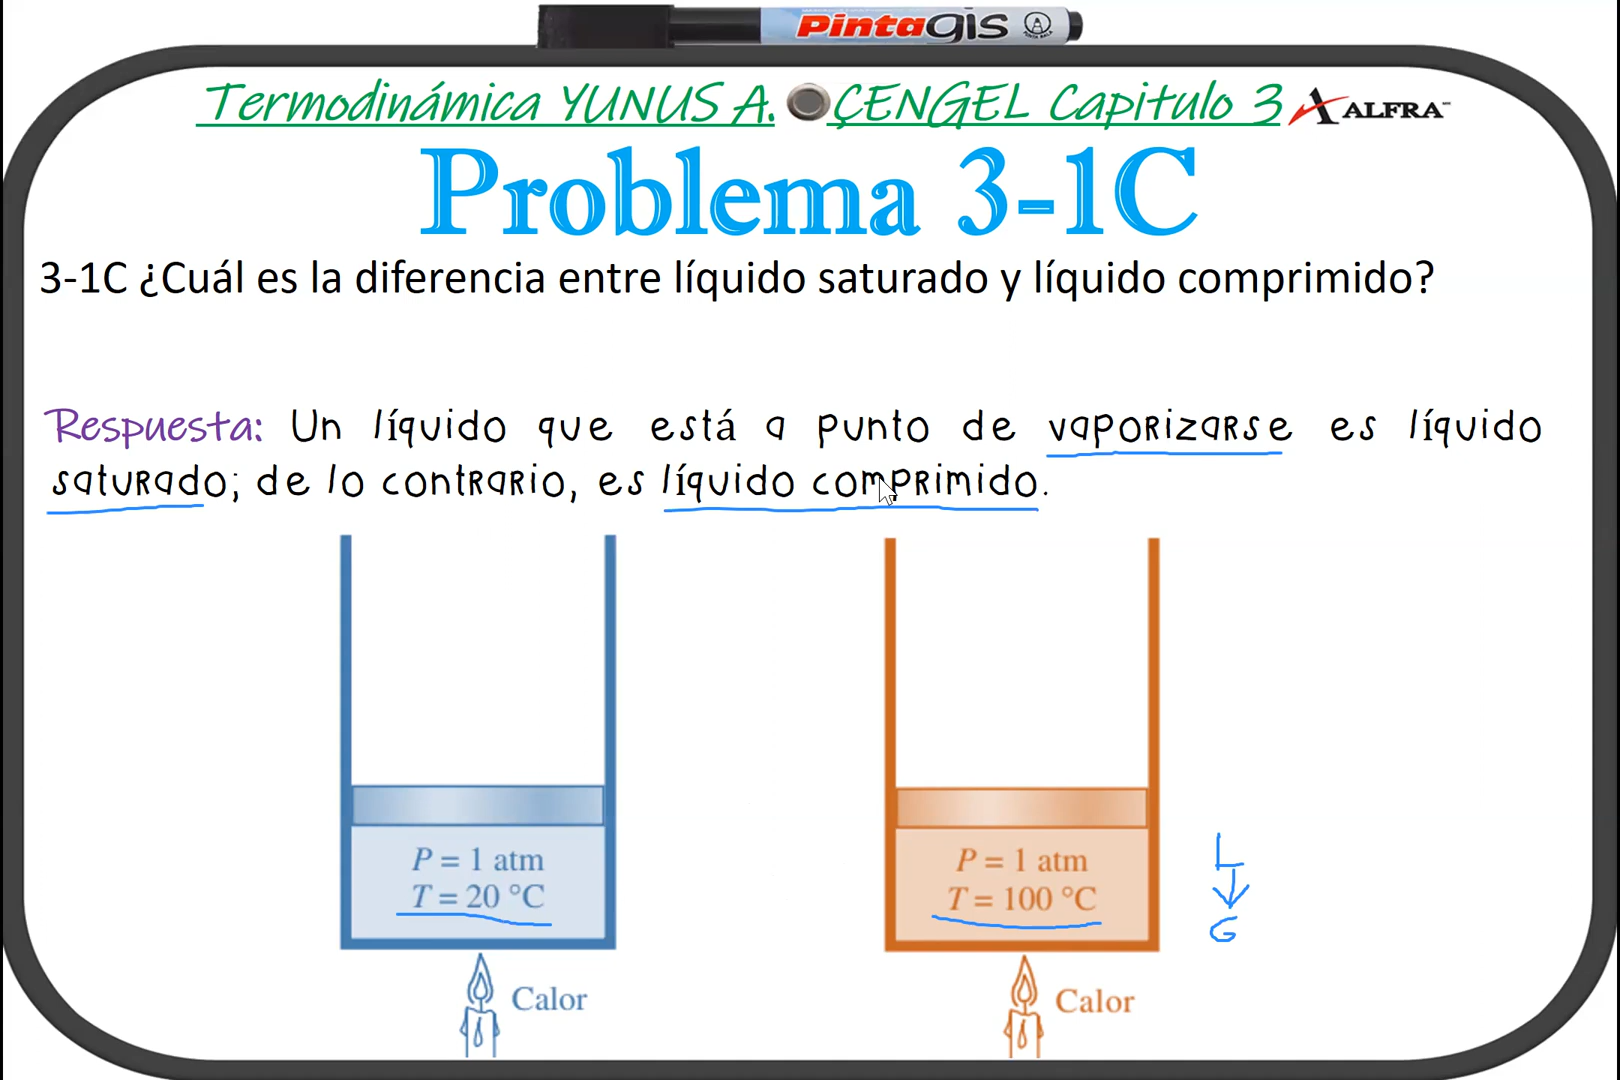 Pintagis
Termodinámica YUNUS A. ÇENGEL Capitulo 3 ALFRA
Problema 3-1C
3-1C ¿Cuál es la diferencia entre líquido saturado y líquido comprimido?
Respuesta: Un líquido que está a punto de vaporizarse es líquido
saturado; de lo contrario, es líquido comprimido.
P = 1 atm
T = 20 °C
Calor
P = 1 atm
T = 100 °C
Calor
L
G